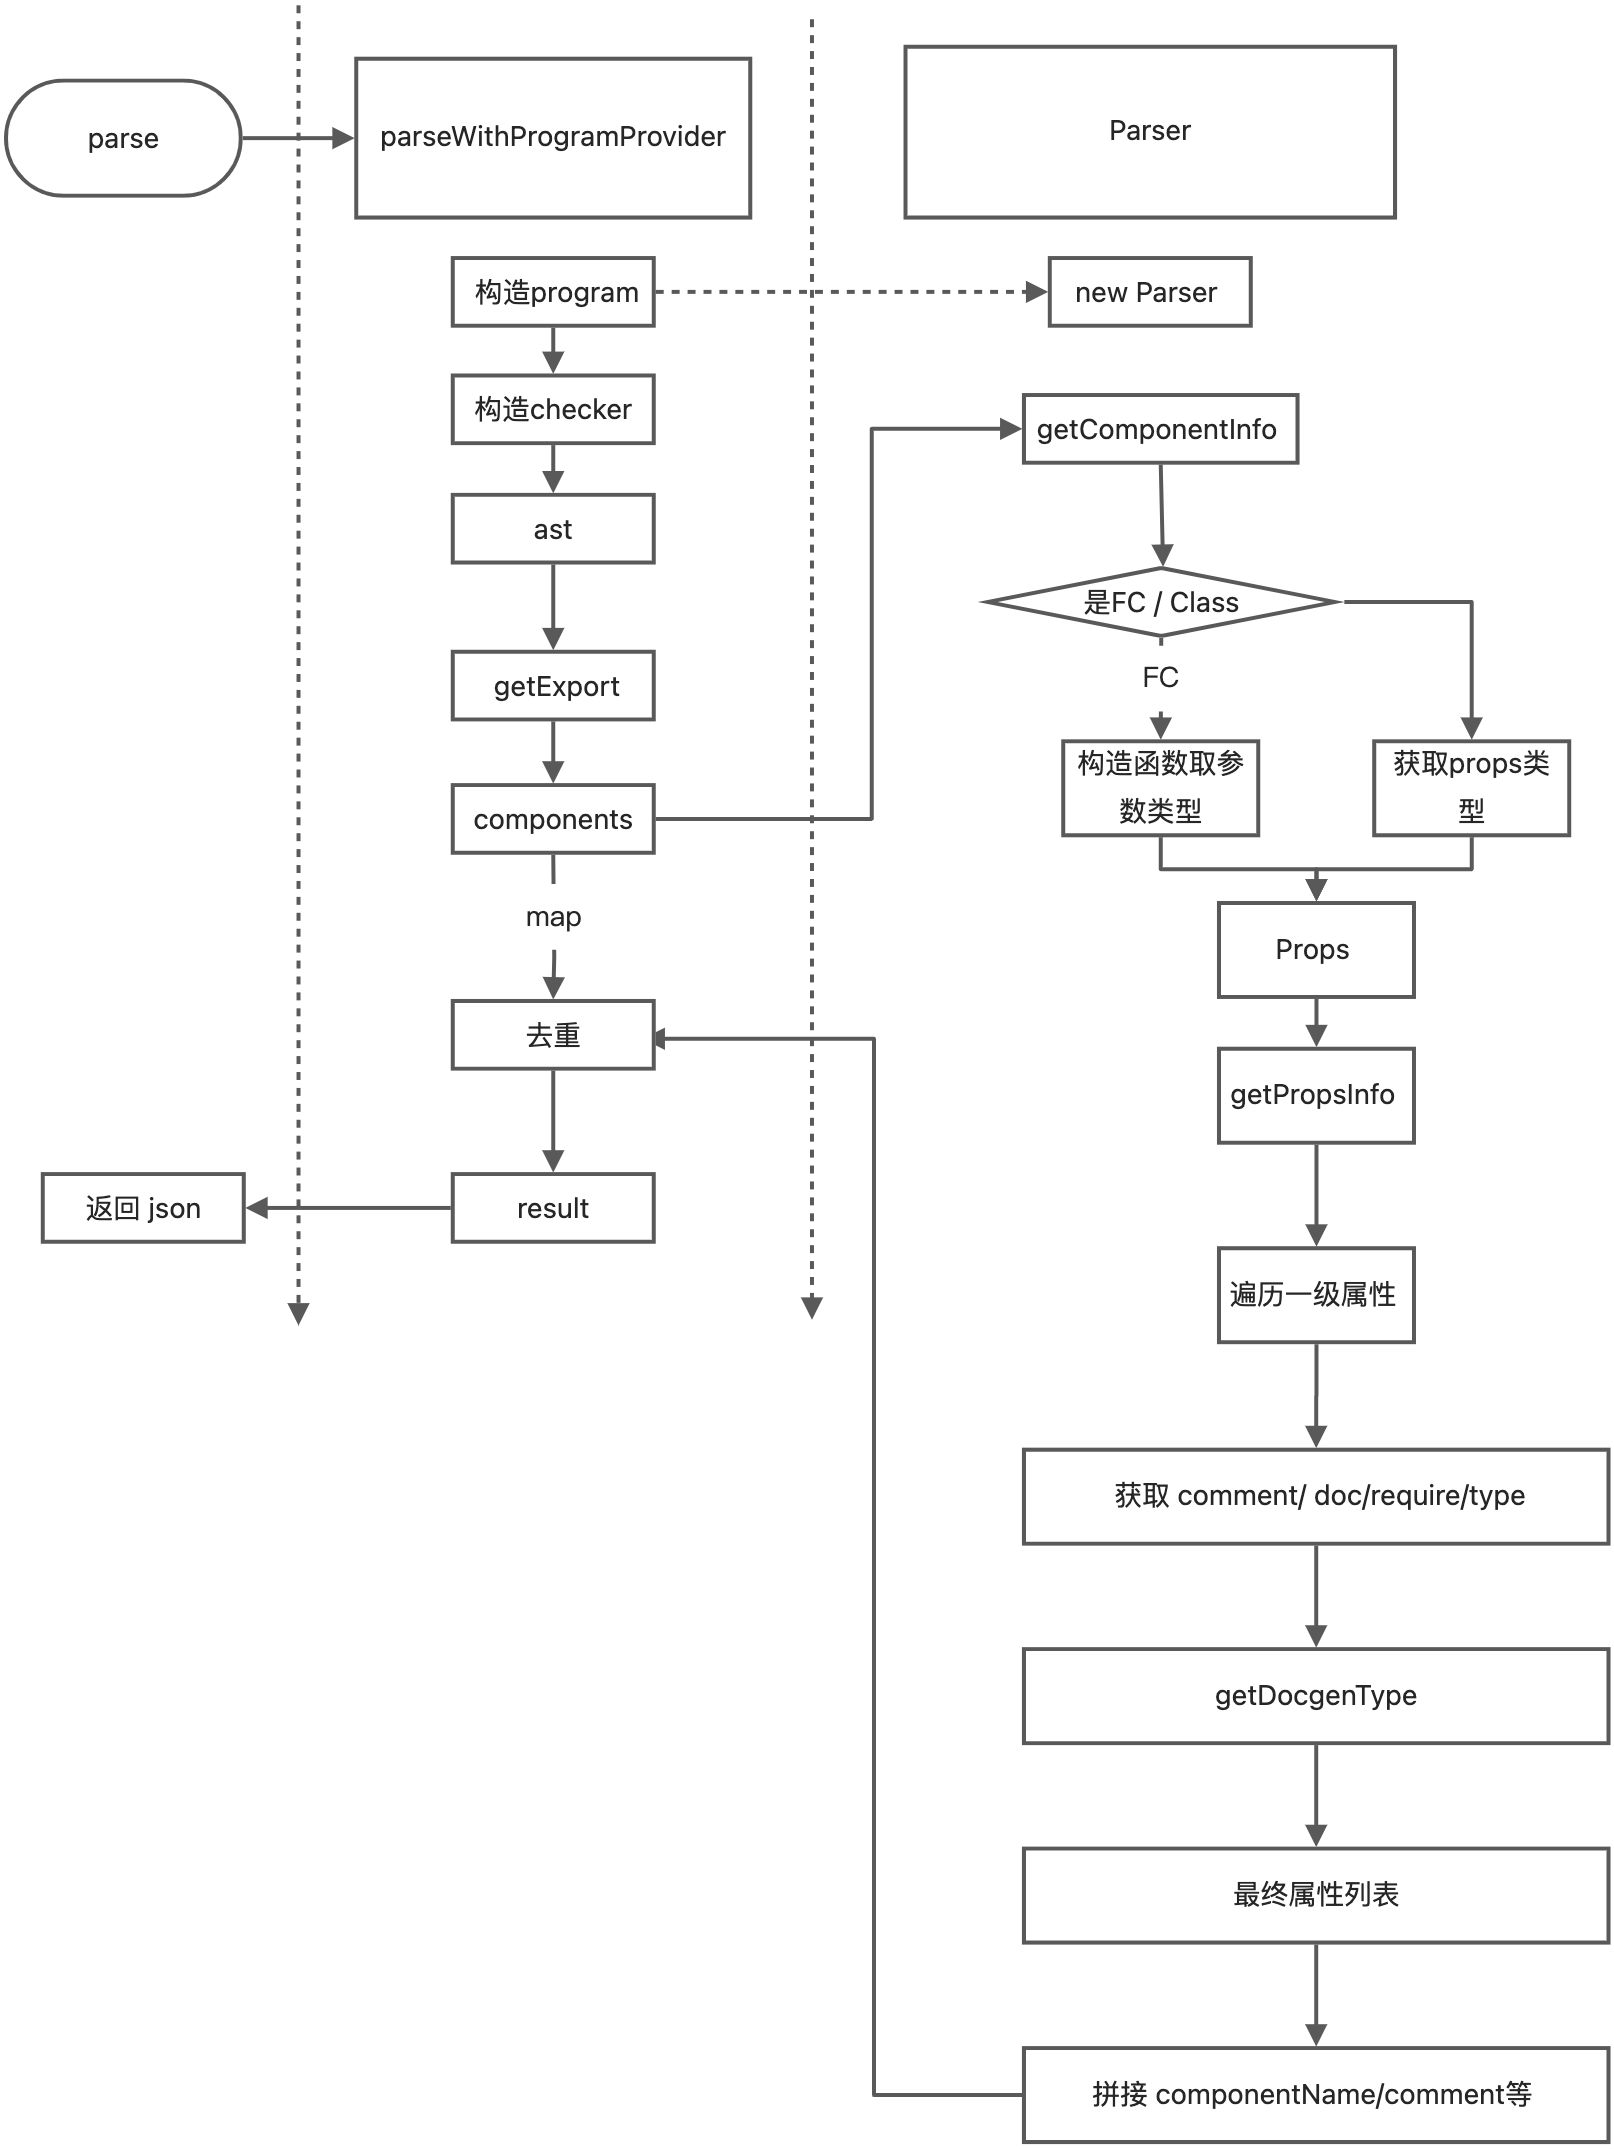 parse
parseWithProgramProvider
Parser
构造program
new Parser
构造checker
getComponentInfo
ast
是FC / Class
FC
getExport
构造函数取参
数类型
获取props类
型
components
map
Props
去重
getPropsInfo
返回 json
result
遍历一级属性
获取 comment/ doc/require/type
getDocgenType
最终属性列表
拼接 componentName/comment等